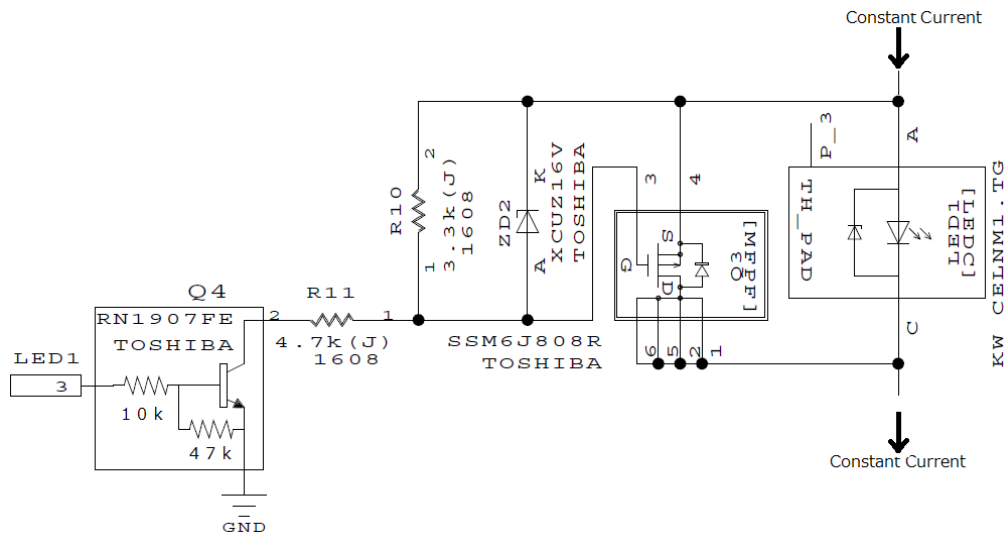 Constant Current
R10
1
2
3.3k(J)
1608
ZD2
A
K
XCUZ16V
TOSHIBA
3
4
S
G
D
Q3
[MFPF]
SSM6J808R
TOSHIBA
6
5
2
1
P_3
TH_PAD
A
C
LED1
[LEDC]
KW CELNM1.TG
Q4
RN1907FE
TOSHIBA
2
R11
1
4.7k(J)
1608
LED1
3
10k
47k
GND
Constant Current